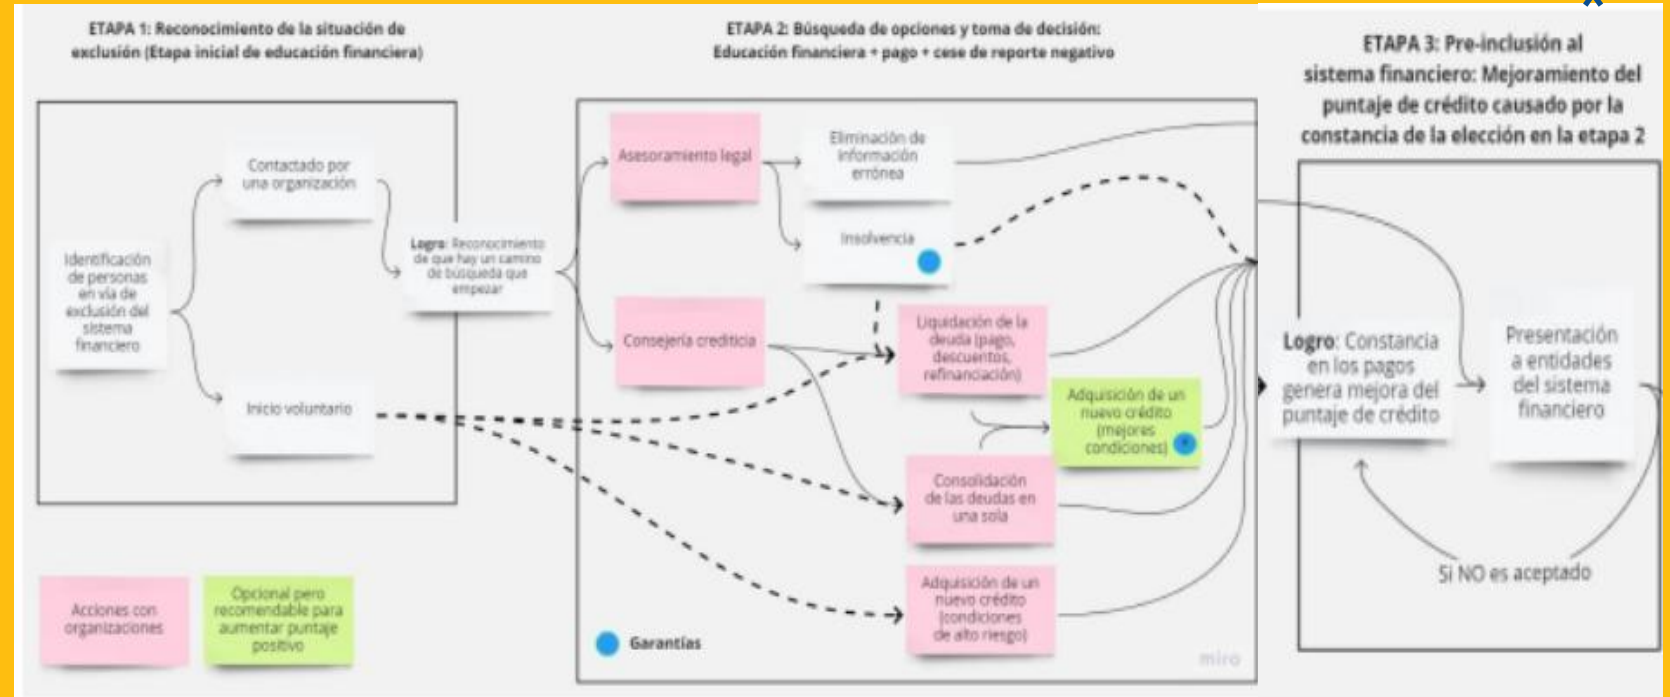 ETAPA 1: Reconocimiento de la situación de
exclusión (Etapa inicial de educación financiera)
Identificación
de personas
en vía de
exclusión del
sistema
financiero
Contactado por
una organización
Inicio voluntario
Logro: Reconocimiento
de que hay un camino
de búsqueda que
empezar
Acciones con
organizaciones
Opcional pero
recomendable para
aumentar puntaje
positivo
ETAPA 2: Búsqueda de opciones y toma de decisión:
Educación financiera + pago + cese de reporte negativo
Asesoramiento legal
Eliminación de
información
errónea
Insolvencia
Consejería crediticia
Liquidación de la
deuda (pago,
descuentos,
refinanciación)
Adquisición de un
nuevo crédito
(mejores
condiciones)
Consolidación
de las deudas en
una sola
Adquisición de un
nuevo crédito
(condiciones
de alto riesgo)
Garantías
miro
ETAPA 3: Pre-inclusión al
sistema financiero: Mejoramiento del
puntaje de crédito causado por la
constancia de la elección en la etapa 2
Logro: Constancia
en los pagos
genera mejora del
puntaje de crédito
Presentación
a entidades
del sistema
financiero
Si NO es aceptado